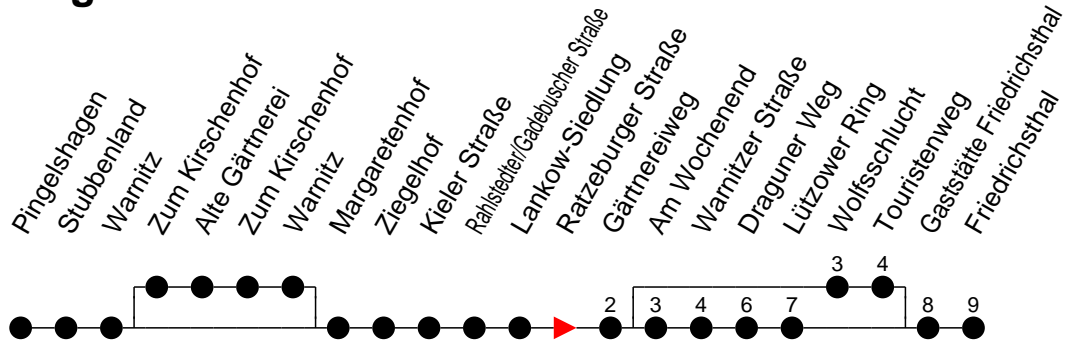 Pingelshagen
Stubbenland
Warnitz
Zum Kirschenhof
Alte Gärtnerei
Zum Kirschenhof
Warnitz
Margaretenhof
Ziegelhof
Kieler Straße
Rahlstedter/Gadebuscher Straße
Lankow-Siedlung
Ratzeburger Straße
Gärtnereiweg
Am Wochenend
Warnitzer Straße
Draguner Weg
Lützower Ring
Wolfsschlucht
Touristenweg
Gaststätte Friedrichsthal
Friedrichsthal
3 4
2 3 4 6 7 8 9